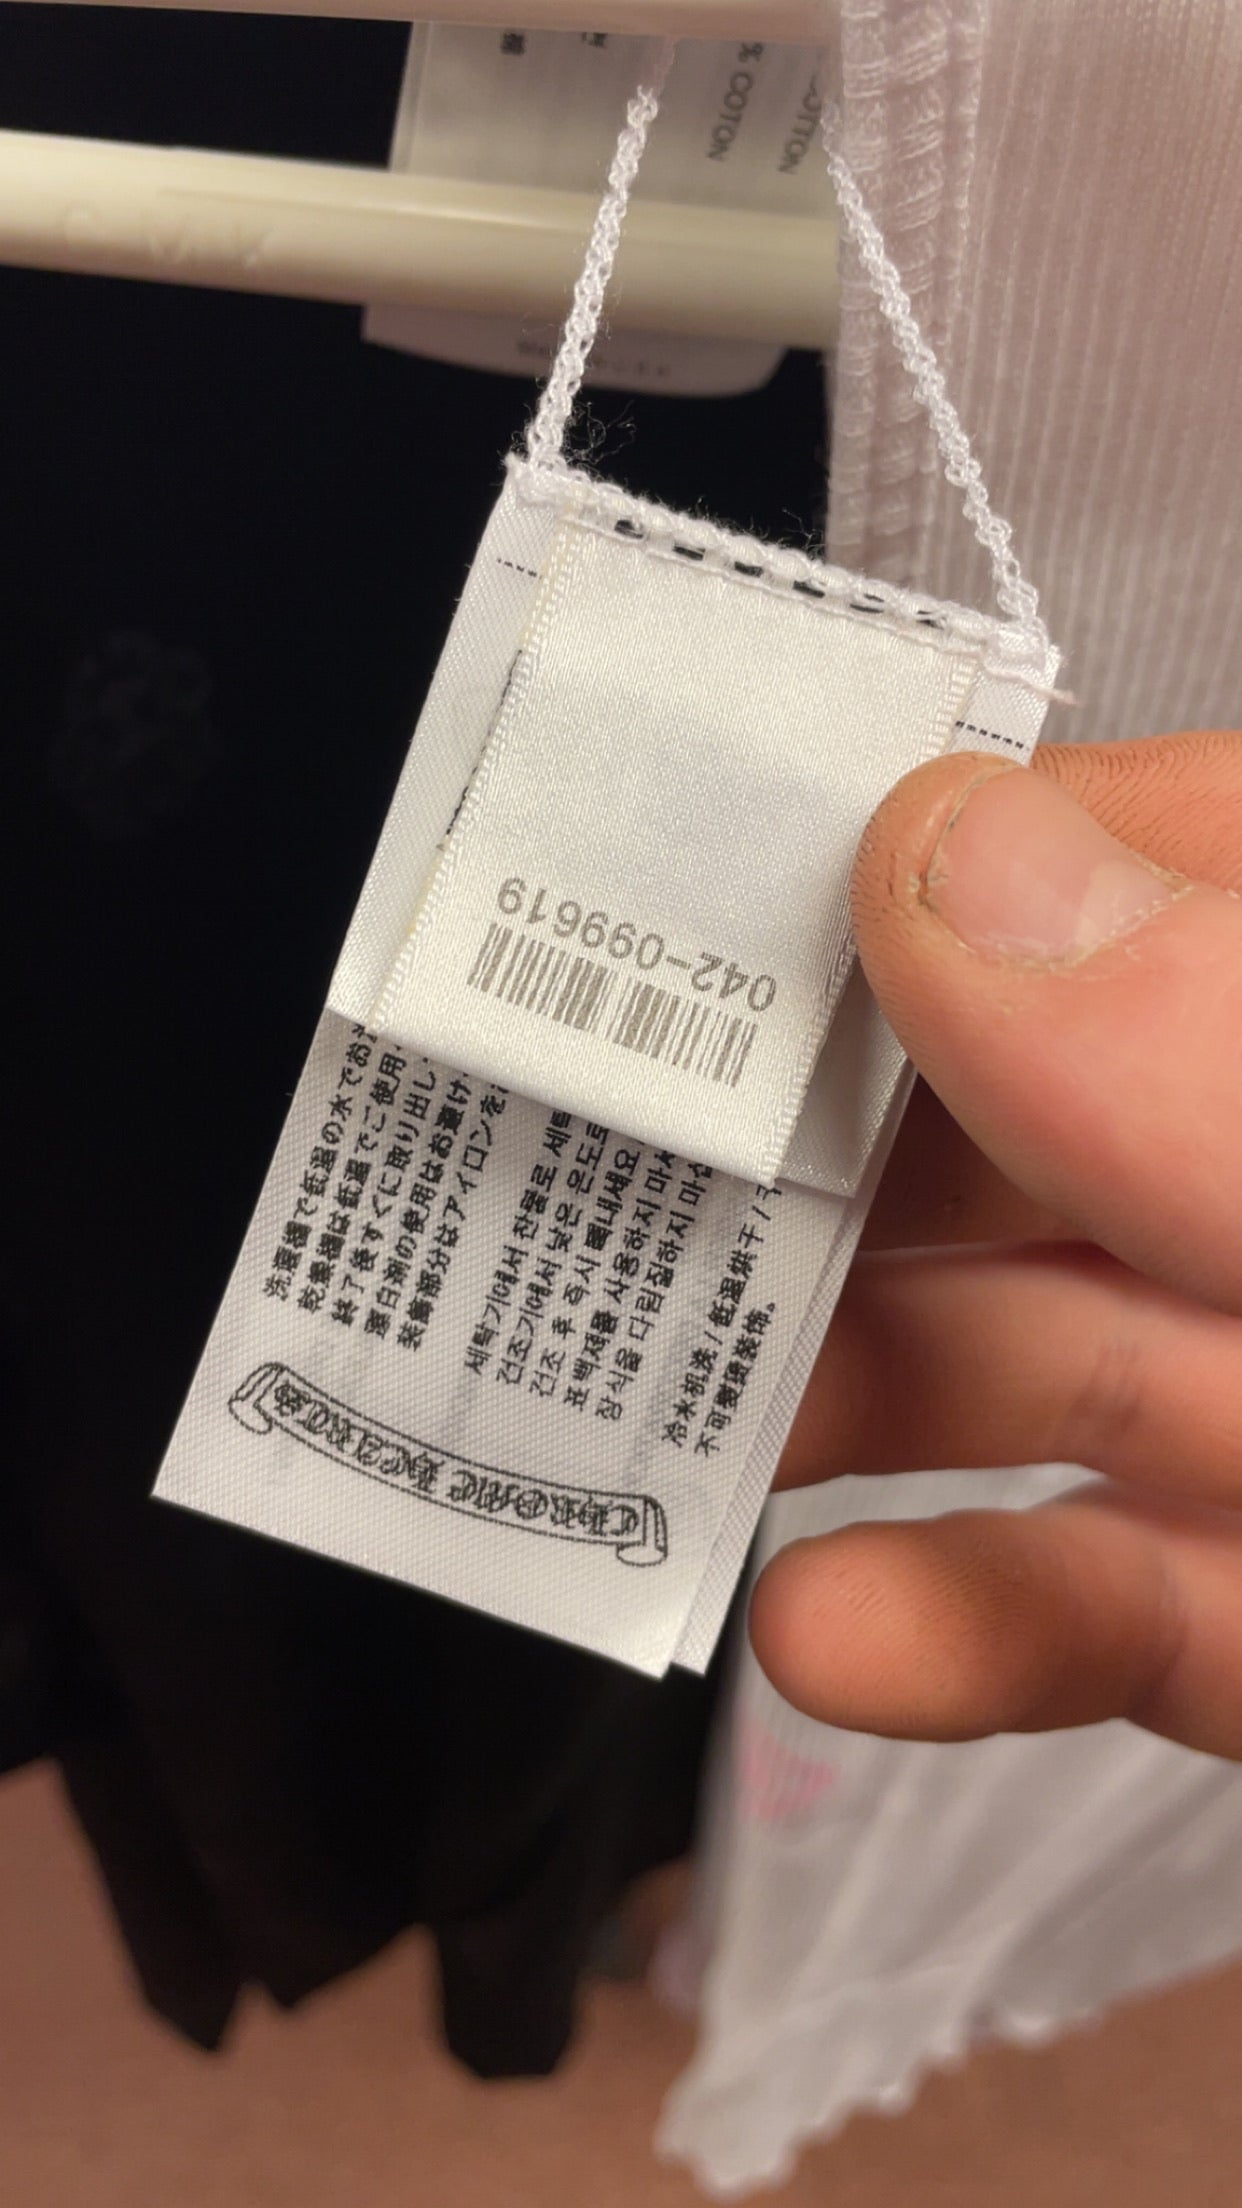 % COTTON
COTTON
042-099619
洗濯機で低温の水でお
乾燥機は低温でご使用
終了後すぐに取り出し
漂白剤の使用はお避け
装飾部分はアイロンを
세탁기에서 찬물로 세탁
건조기에서 낮은 온도로
건조 후 즉시 꺼내세요
표백제를 사용하지 마세
장식을 다림질하지 마십
冷水机洗/低温烘干/
不可熨烫装饰。
CHROME HEARTS